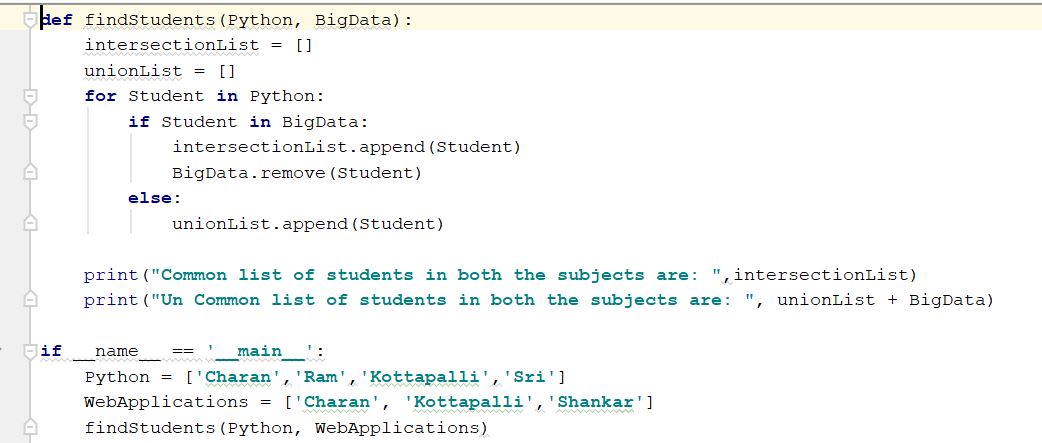 def findStudents(Python, BigData):
    intersectionList = []
    unionList = []
    for Student in Python:
        if Student in BigData:
            intersectionList.append(Student)
            BigData.remove(Student)
        else:
            unionList.append(Student)
    print("Common list of students in both the subjects are: ",intersectionList)
    print("Un Common list of students in both the subjects are: ", unionList + BigData)
if __name__ == '__main__':
    Python = ['Charan','Ram','Kottapalli','Sri']
    WebApplications = ['Charan', 'Kottapalli','Shankar']
    findStudents(Python, WebApplications)